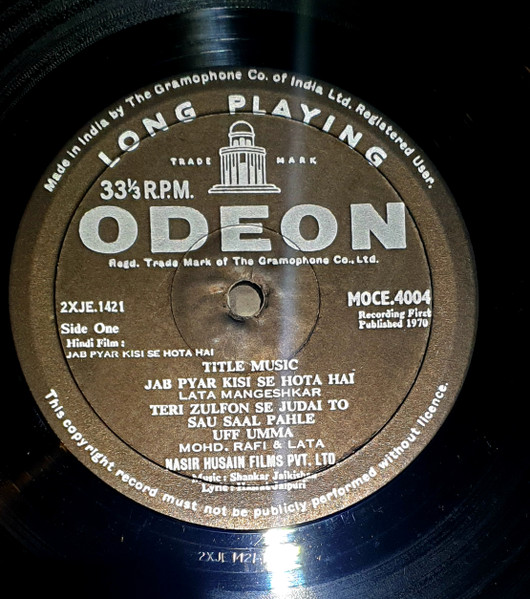 Made in India by The Gramophone Co. of India Ltd. Registered User.
LONG PLAYING
TRADE MARK
33⅓ R.P.M.
ODEON
Regd. Trade Mark of The Gramophone Co., Ltd.
2XJE.1421
MOCE.4004
Side One
Recording First
Published 1970
Hindi Film :
JAB PYAR KISI SE HOTA HAI
TITLE MUSIC
JAB PYAR KISI SE HOTA HAI
LATA MANGESHKAR
TERI ZULFON SE JUDAI TO
SAU SAAL PAHLE
UFF UMMA
MOHD. RAFI & LATA
NASIR HUSAIN FILMS PVT. LTD
Music : Shankar Jaikishan
Lyric : Hasrat Jaipuri
This copyright record must not be publicly performed without licence.
2XJE 1421